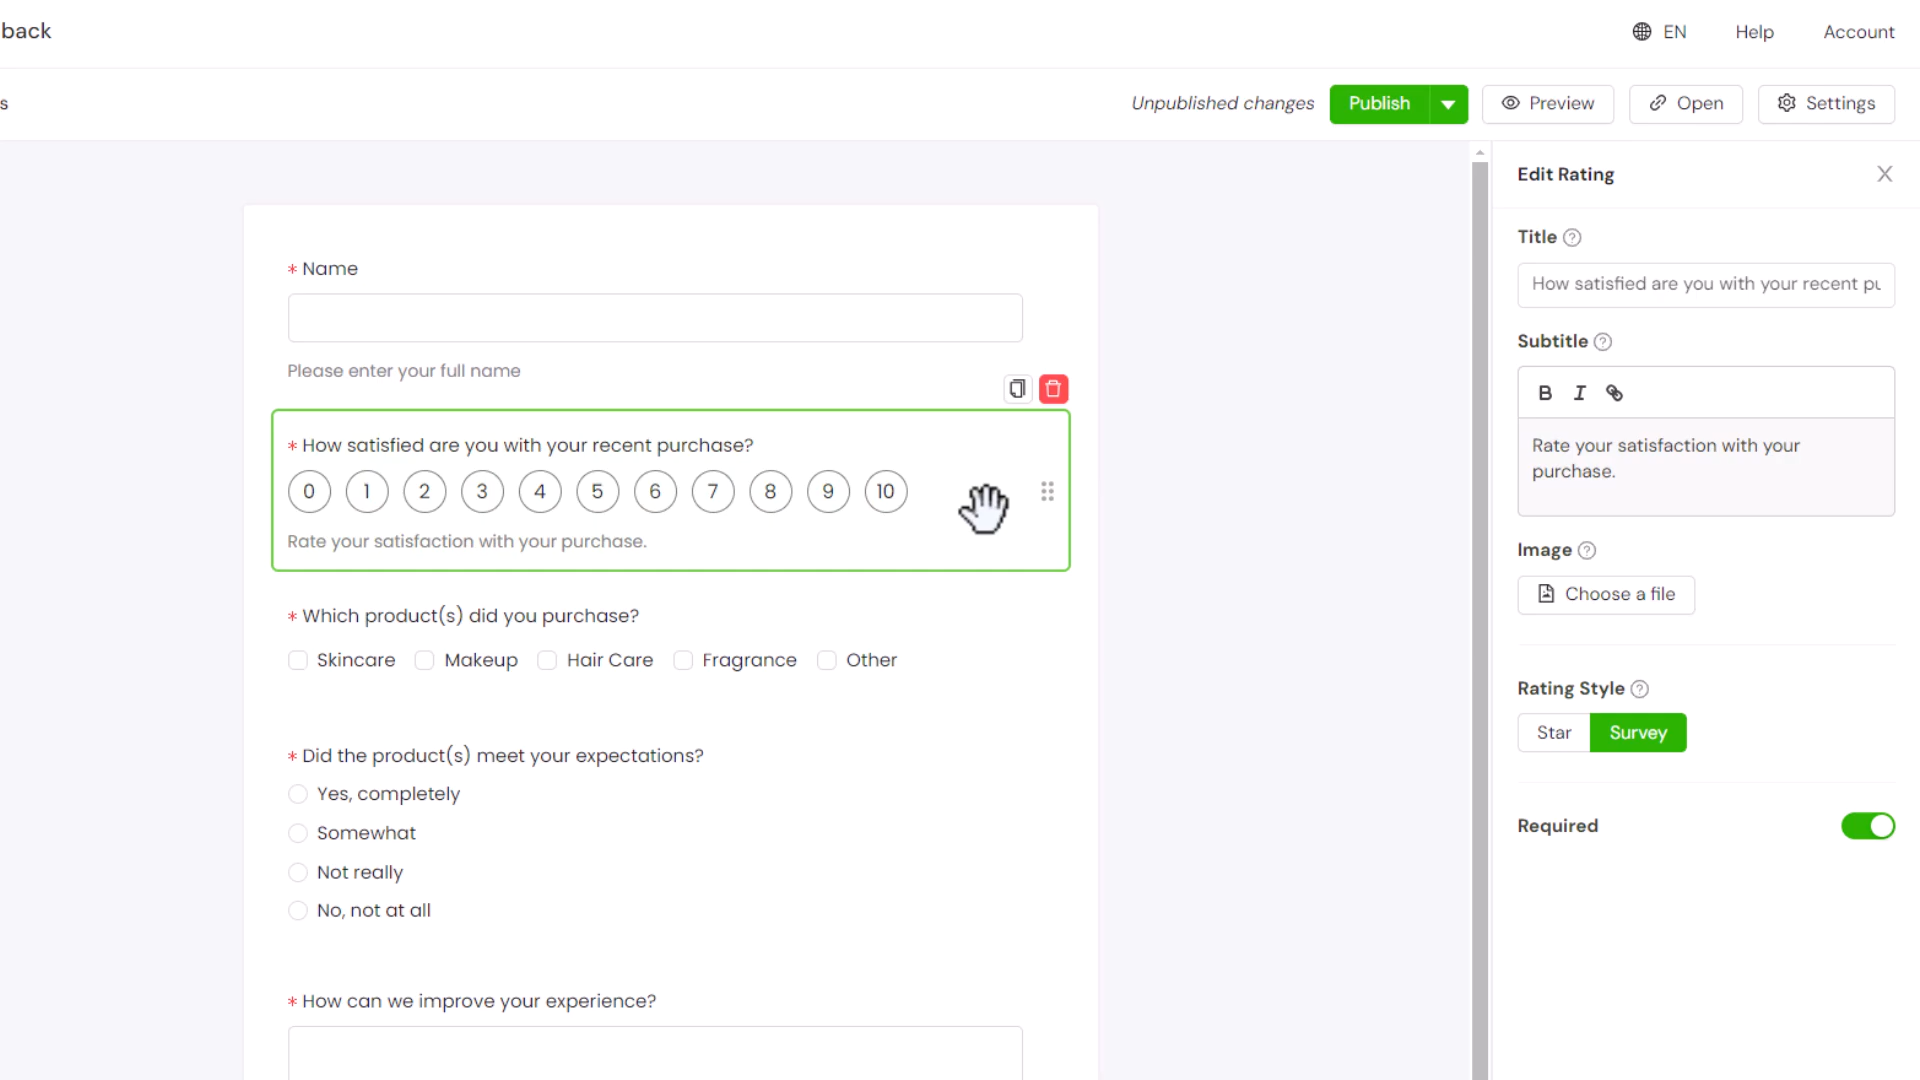 back
EN Help Account
s
Unpublished changes Publish Preview Open Settings
* Name
Please enter your full name
* How satisfied are you with your recent purchase?
0 1 2 3 4 5 6 7 8 9 10
Rate your satisfaction with your purchase.
* Which product(s) did you purchase?
Skincare Makeup Hair Care Fragrance Other
* Did the product(s) meet your expectations?
Yes, completely
Somewhat
Not really
No, not at all
* How can we improve your experience?
Edit Rating
Title ?
How satisfied are you with your recent pu
Subtitle ?
B I
Rate your satisfaction with your
purchase.
Image ?
Choose a file
Rating Style ?
Star Survey
Required